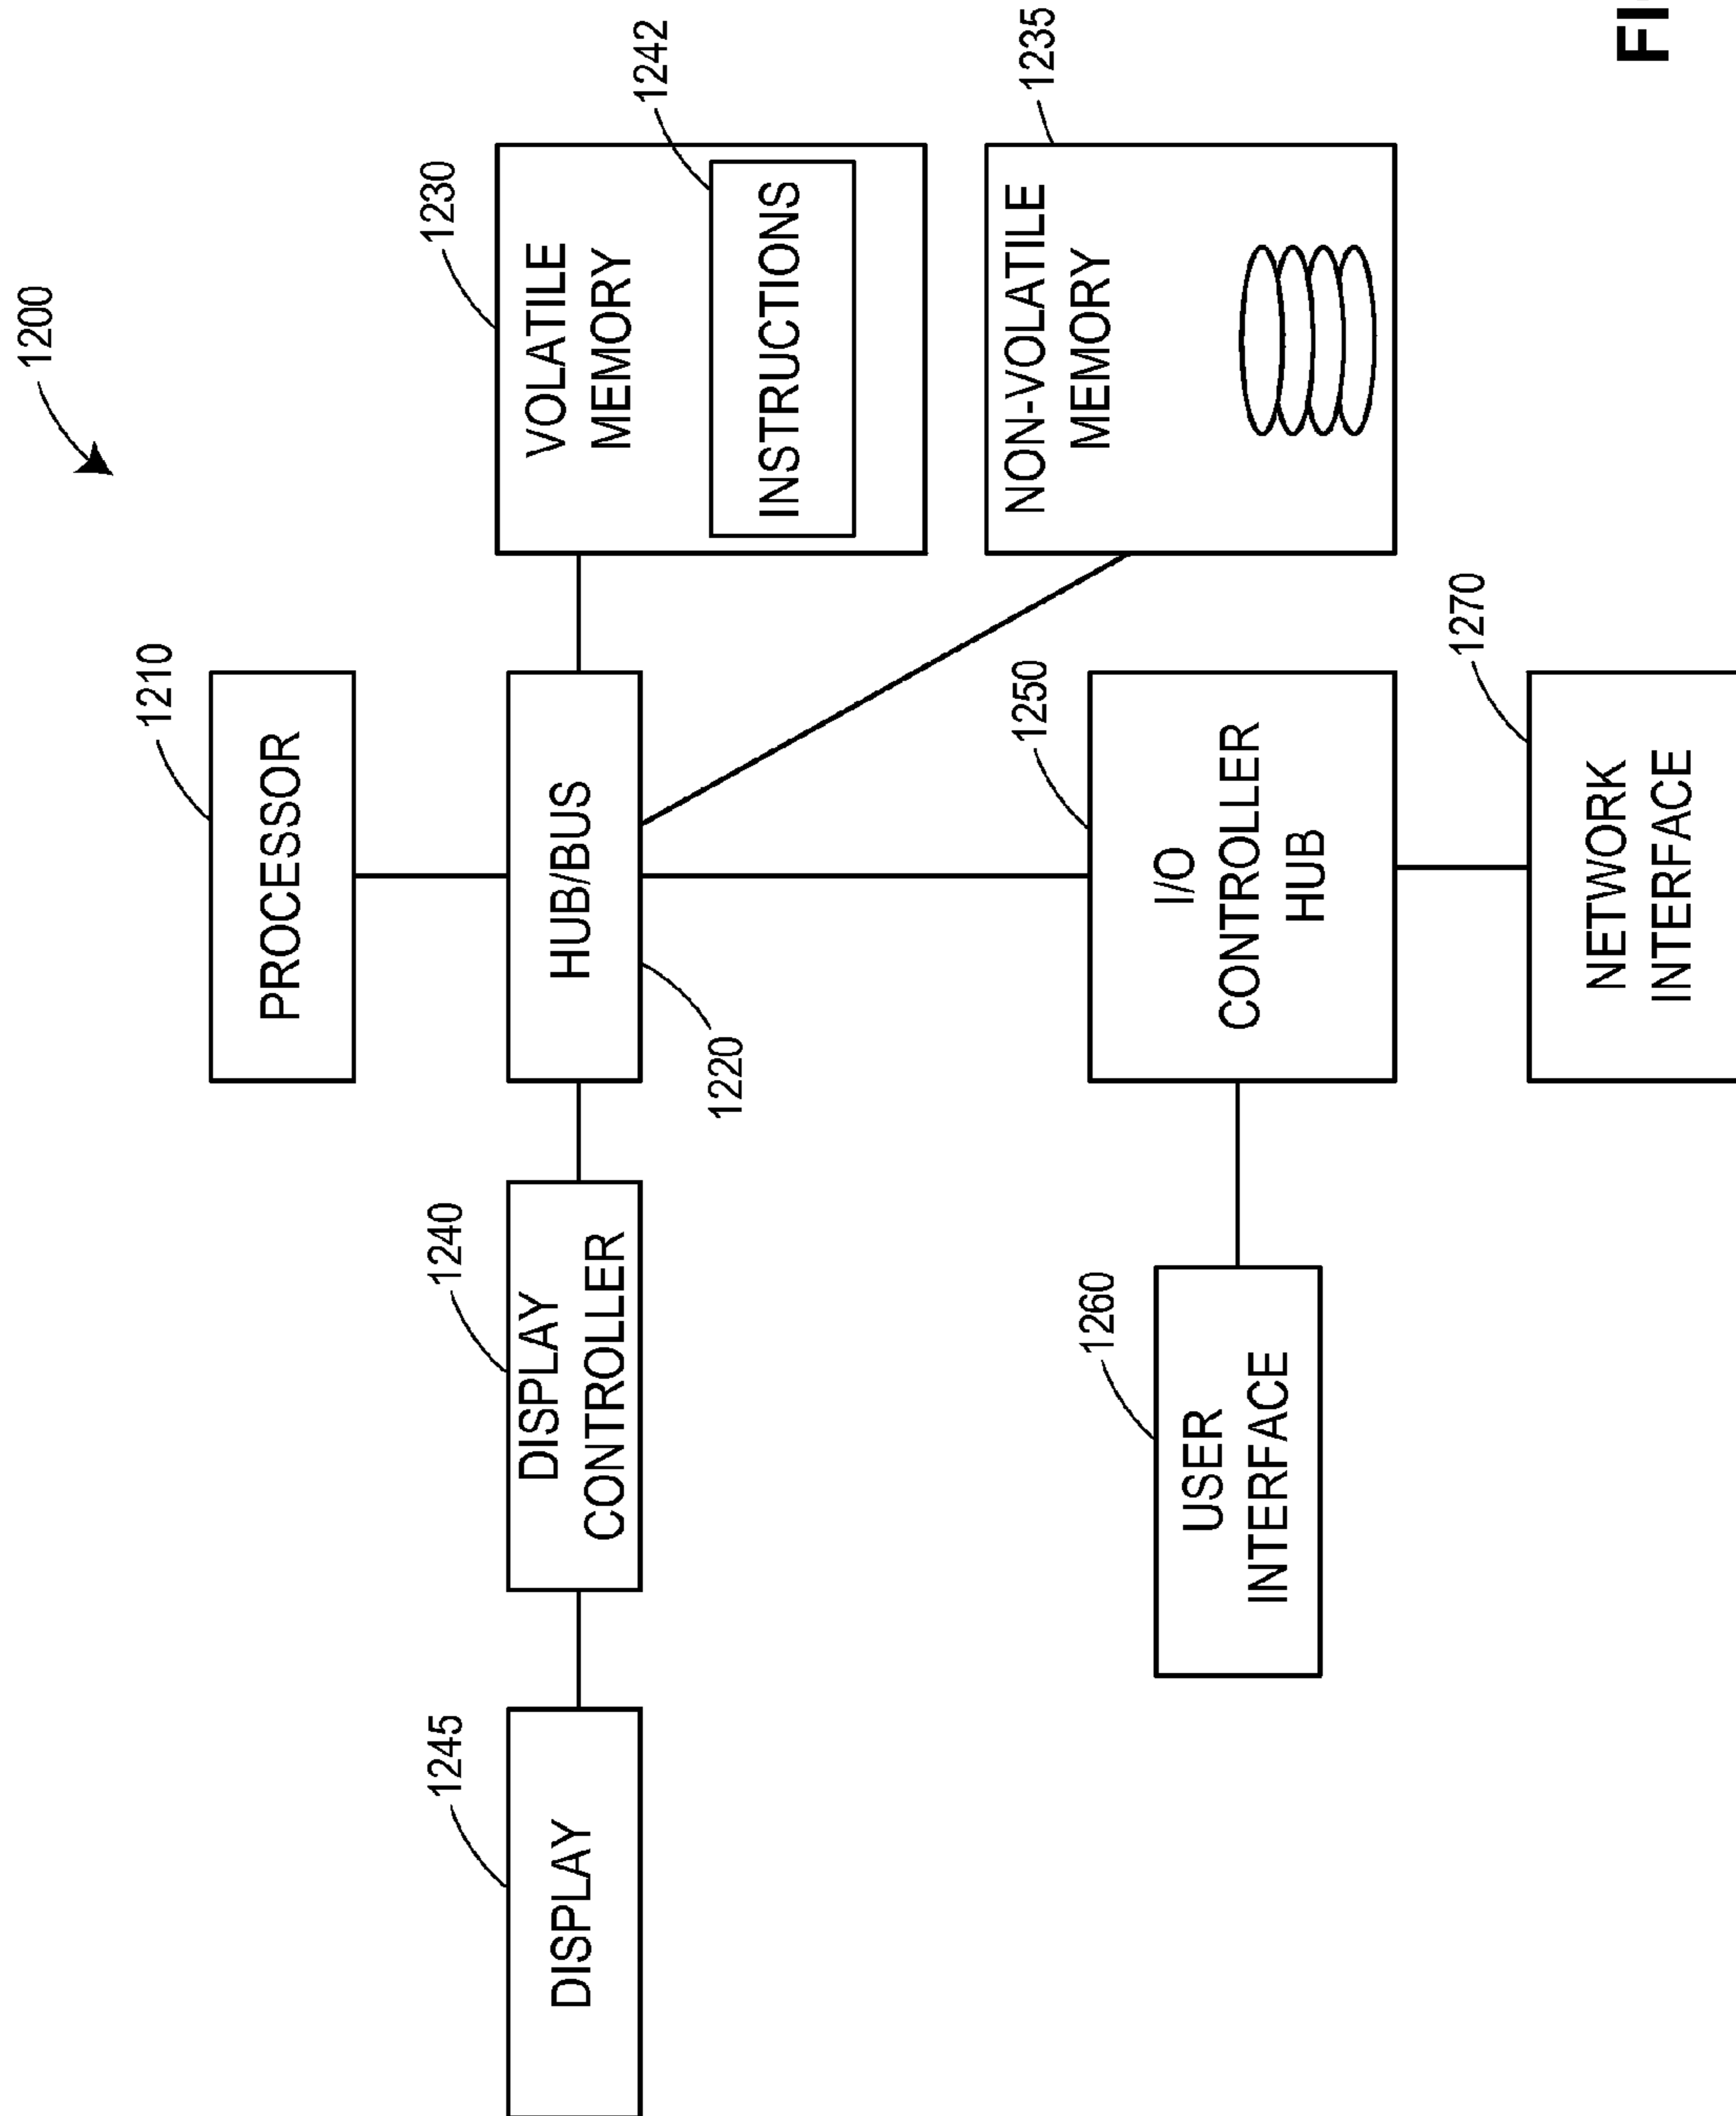 1200
1210
PROCESSOR
1245
DISPLAY
1240
DISPLAY
CONTROLLER
HUB/BUS
1220
1230
VOLATILE
MEMORY
1242
INSTRUCTIONS
1235
NON-VOLATILE
MEMORY
1260
USER
INTERFACE
1250
I/O
CONTROLLER
HUB
1270
NETWORK
INTERFACE